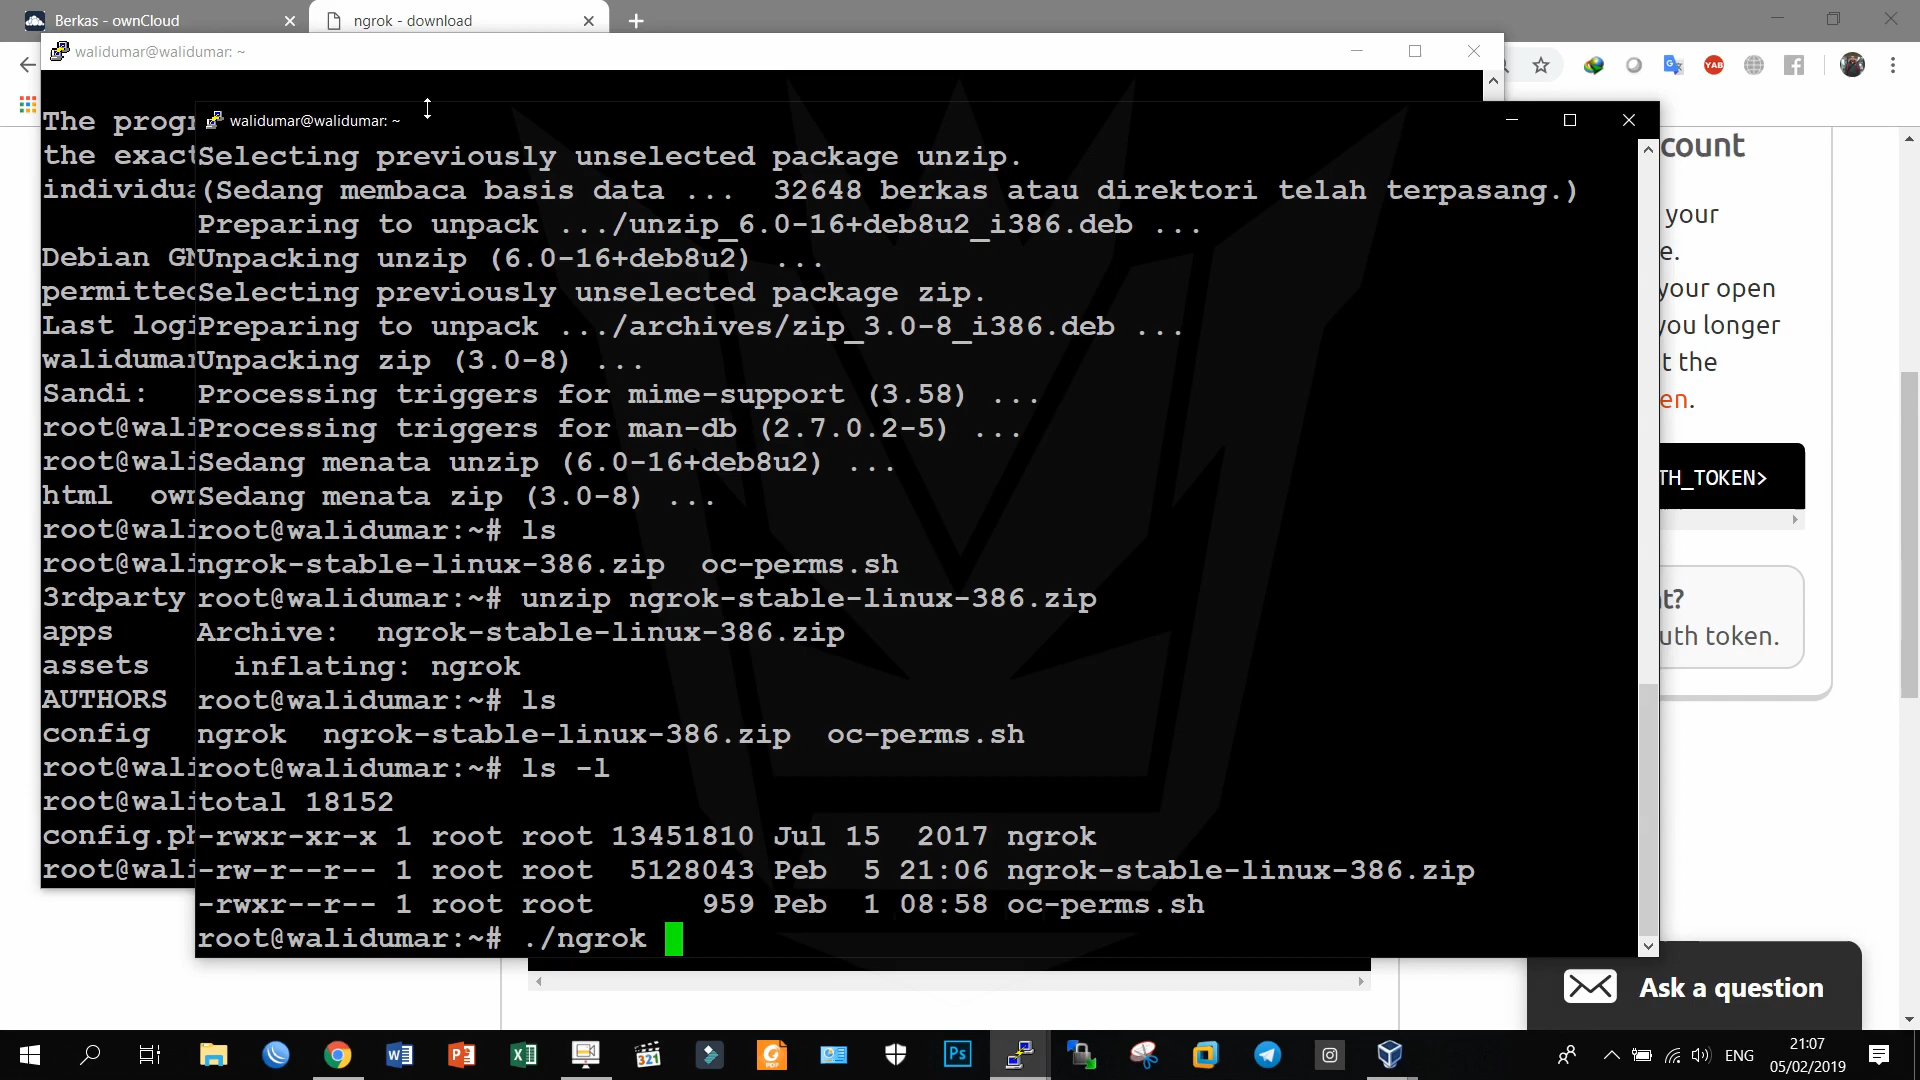 Berkas - ownCloud
ngrok - download
walidumar@walidumar: ~
YAB
The progr
the exact
individua
Debian GN
permitted
Last logi
walidumar
Sandi:
root@wali
root@wali
html own
root@wali
root@wali
3rdparty
apps
assets
AUTHORS
config
root@wali
root@wali
config.ph
root@wali
walidumar@walidumar: ~
Selecting previously unselected package unzip.
(Sedang membaca basis data ... 32648 berkas atau direktori telah terpasang.)
Preparing to unpack .../unzip_6.0-16+deb8u2_i386.deb ...
Unpacking unzip (6.0-16+deb8u2) ...
Selecting previously unselected package zip.
Preparing to unpack .../archives/zip_3.0-8_i386.deb ...
Unpacking zip (3.0-8) ...
Processing triggers for mime-support (3.58) ...
Processing triggers for man-db (2.7.0.2-5) ...
Sedang menata unzip (6.0-16+deb8u2) ...
Sedang menata zip (3.0-8) ...
root@walidumar:~# ls
ngrok-stable-linux-386.zip oc-perms.sh
root@walidumar:~# unzip ngrok-stable-linux-386.zip
Archive: ngrok-stable-linux-386.zip
inflating: ngrok
root@walidumar:~# ls
ngrok ngrok-stable-linux-386.zip oc-perms.sh
root@walidumar:~# ls -l
total 18152
-rwxr-xr-x 1 root root 13451810 Jul 15 2017 ngrok
-rw-r--r-- 1 root root 5128043 Peb 5 21:06 ngrok-stable-linux-386.zip
-rwxr--r-- 1 root root 959 Peb 1 08:58 oc-perms.sh
root@walidumar:~# ./ngrok
count
your
e.
your open
you longer
t the
en.
TH_TOKEN>
t?
uth token.
Ask a question
321
PDF
Ps
ENG
21:07
05/02/2019